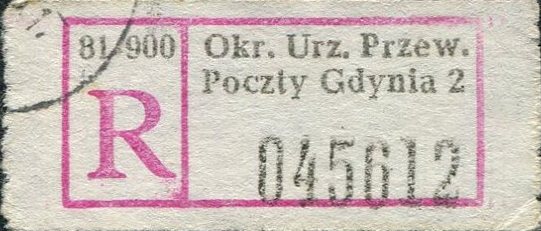 81-900
R
Okr. Urz. Przew.
Poczty Gdynia 2
045612